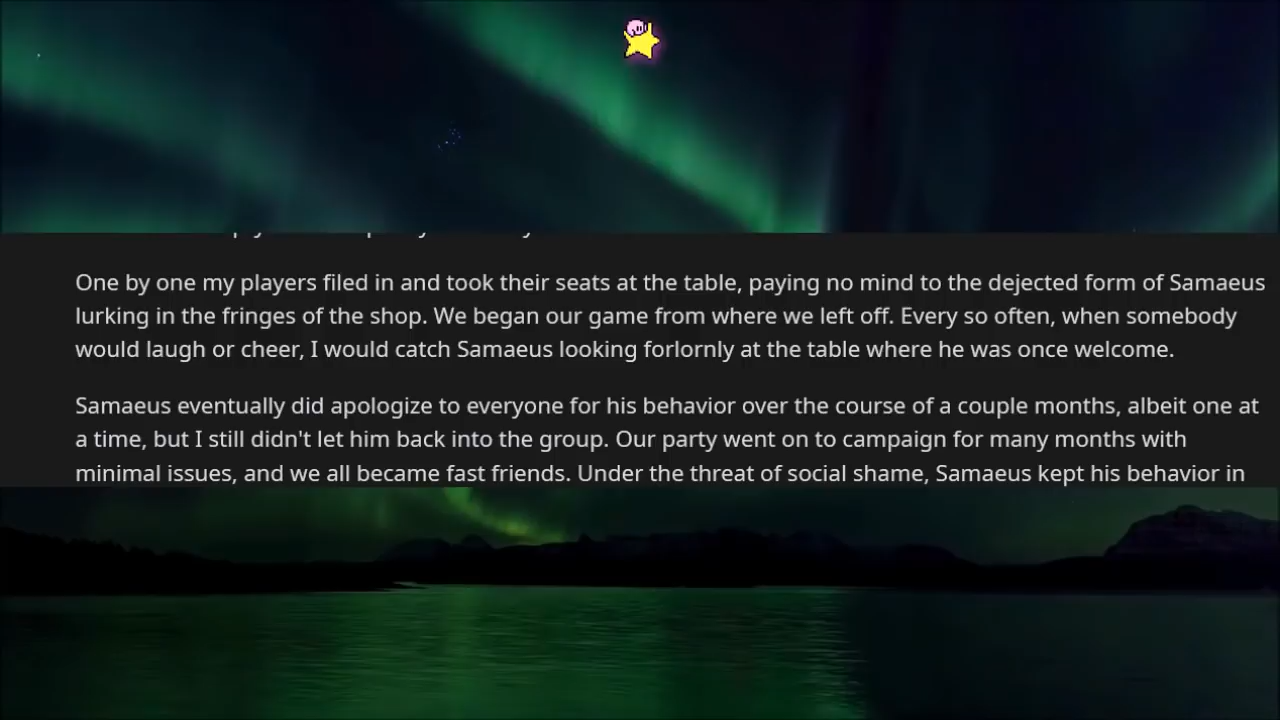 One by one my players filed in and took their seats at the table, paying no mind to the dejected form of Samaeus
lurking in the fringes of the shop. We began our game from where we left off. Every so often, when somebody
would laugh or cheer, I would catch Samaeus looking forlornly at the table where he was once welcome.
Samaeus eventually did apologize to everyone for his behavior over the course of a couple months, albeit one at
a time, but I still didn't let him back into the group. Our party went on to campaign for many months with
minimal issues, and we all became fast friends. Under the threat of social shame, Samaeus kept his behavior in